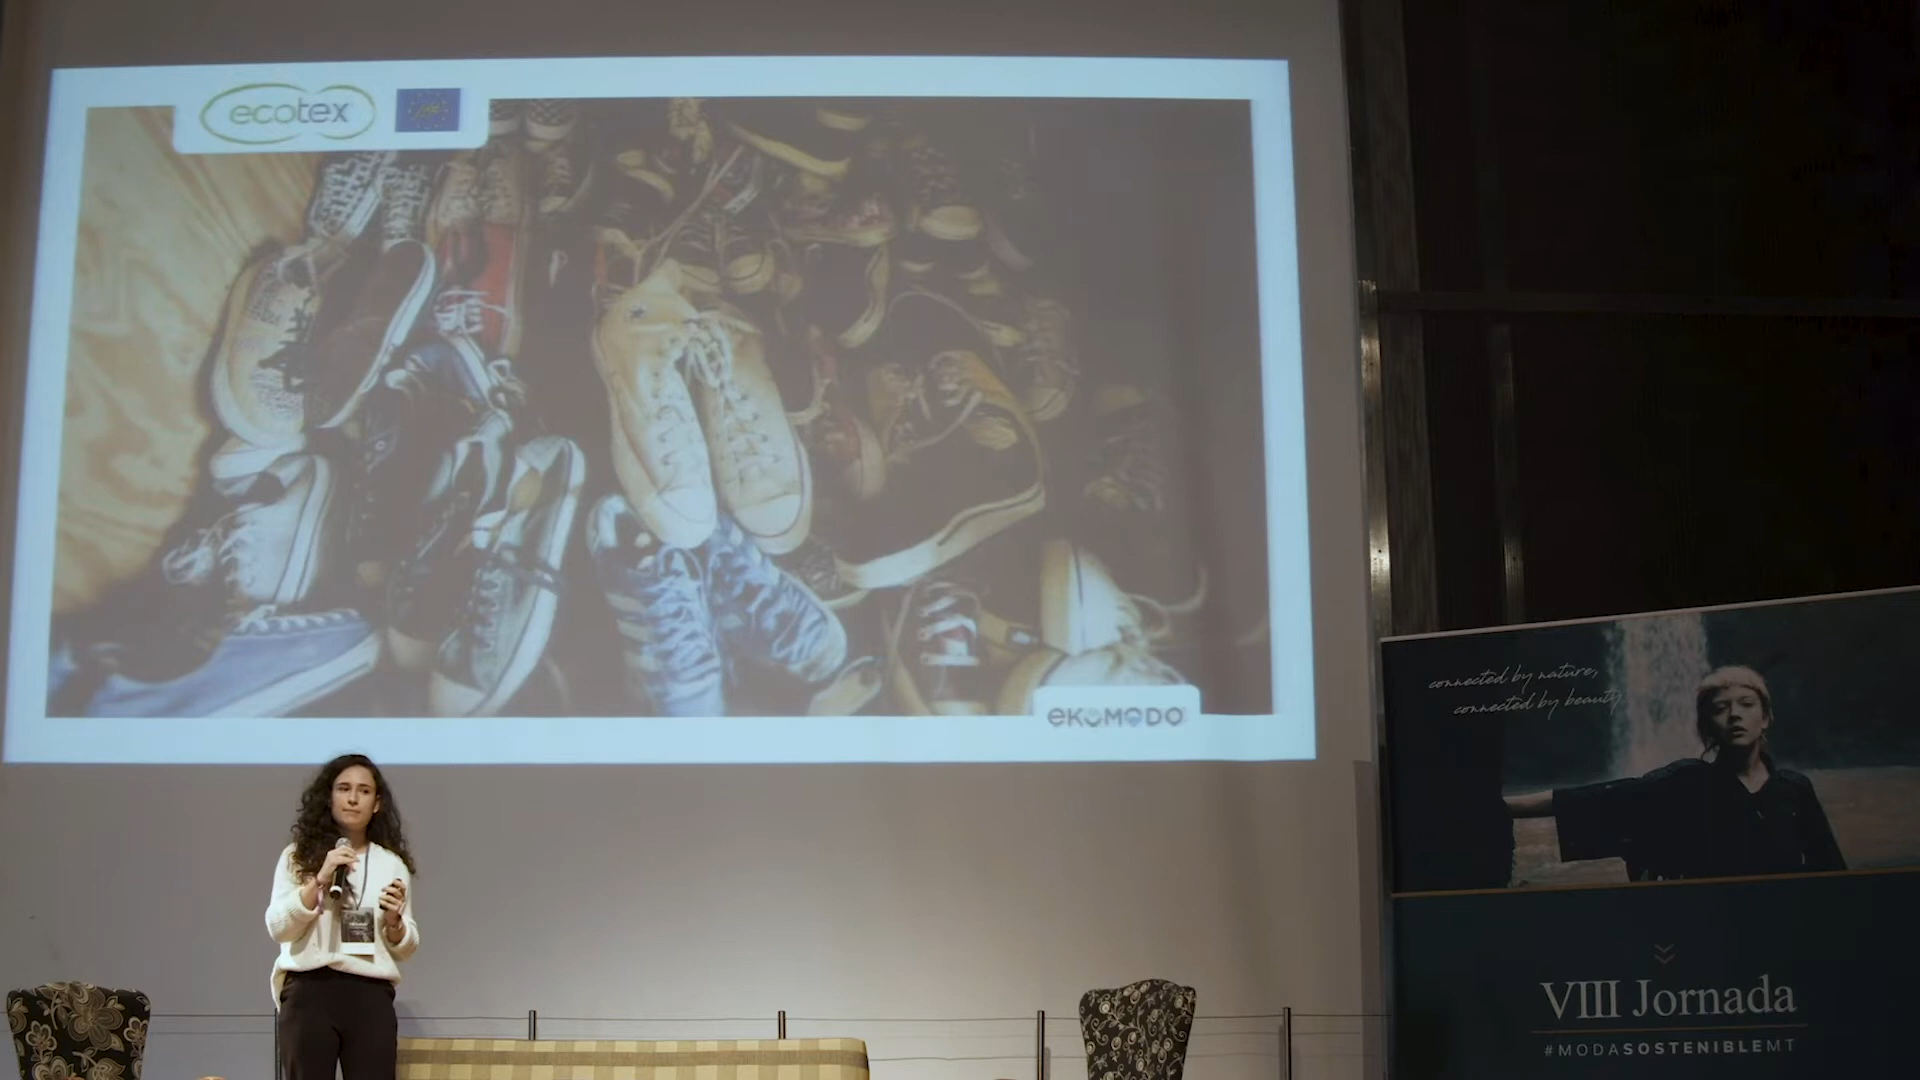 ecotex
EKOMODO
connected by nature,
connected by beauty
VIII Jornada
#MODASOSTENIBLEMT